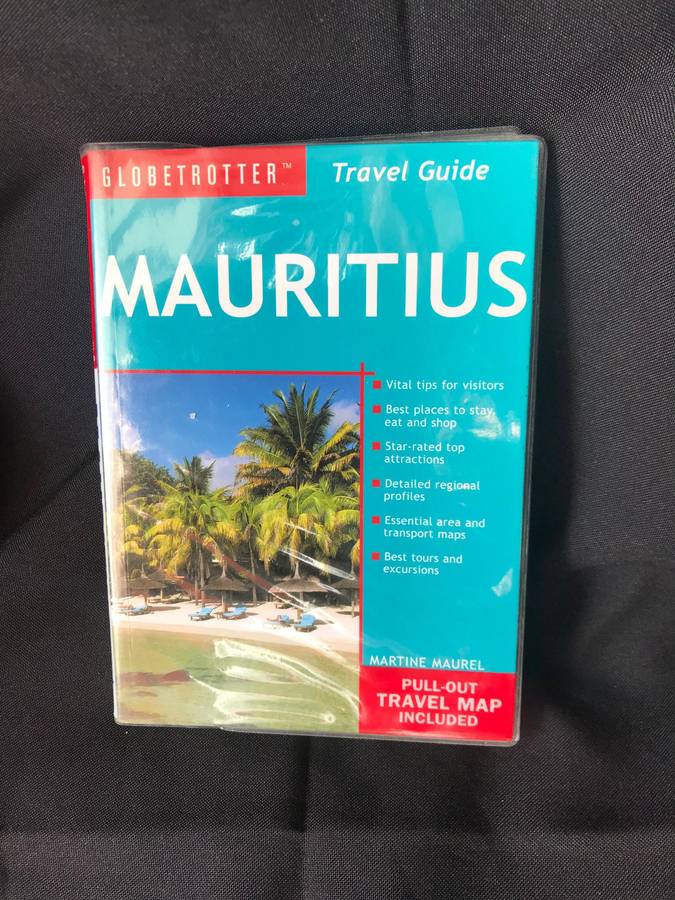 GLOBETROTTER™
Travel Guide
MAURITIUS
Vital tips for visitors
Best places to stay,
eat and shop
Star-rated top
attractions
Detailed regional
profiles
Essential area and
transport maps
Best tours and
excursions
MARTINE MAUREL
PULL-OUT
TRAVEL MAP
INCLUDED